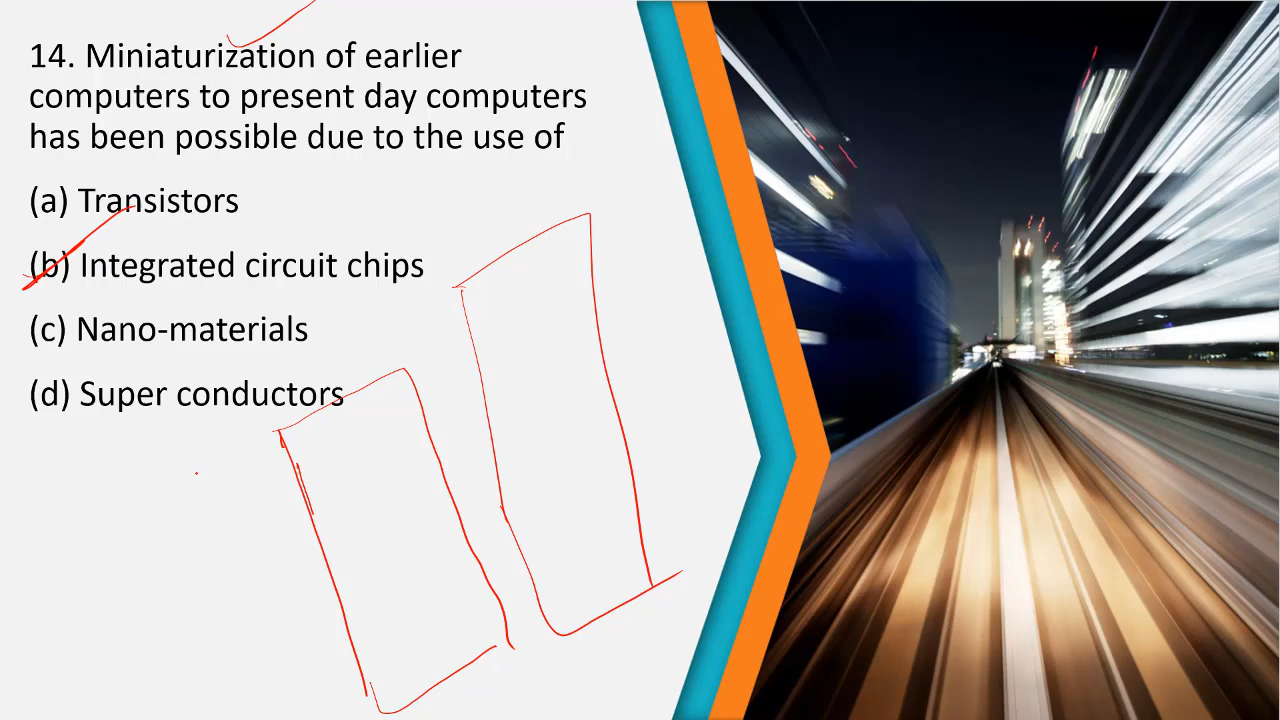 14. Miniaturization of earlier
computers to present day computers
has been possible due to the use of
(a) Transistors
(b) Integrated circuit chips
(c) Nano-materials
(d) Super conductors